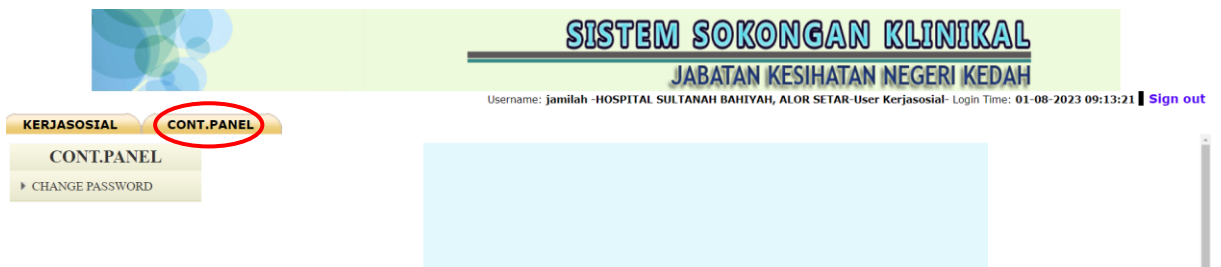 SISTEM SOKONGAN KLINIKAL
JABATAN KESIHATAN NEGERI KEDAH
Username: jamilah -HOSPITAL SULTANAH BAHIYAH, ALOR SETAR-User Kerjasosial- Login Time: 01-08-2023 09:13:21 Sign out
KERJASOSIAL CONT.PANEL
CONT.PANEL
CHANGE PASSWORD